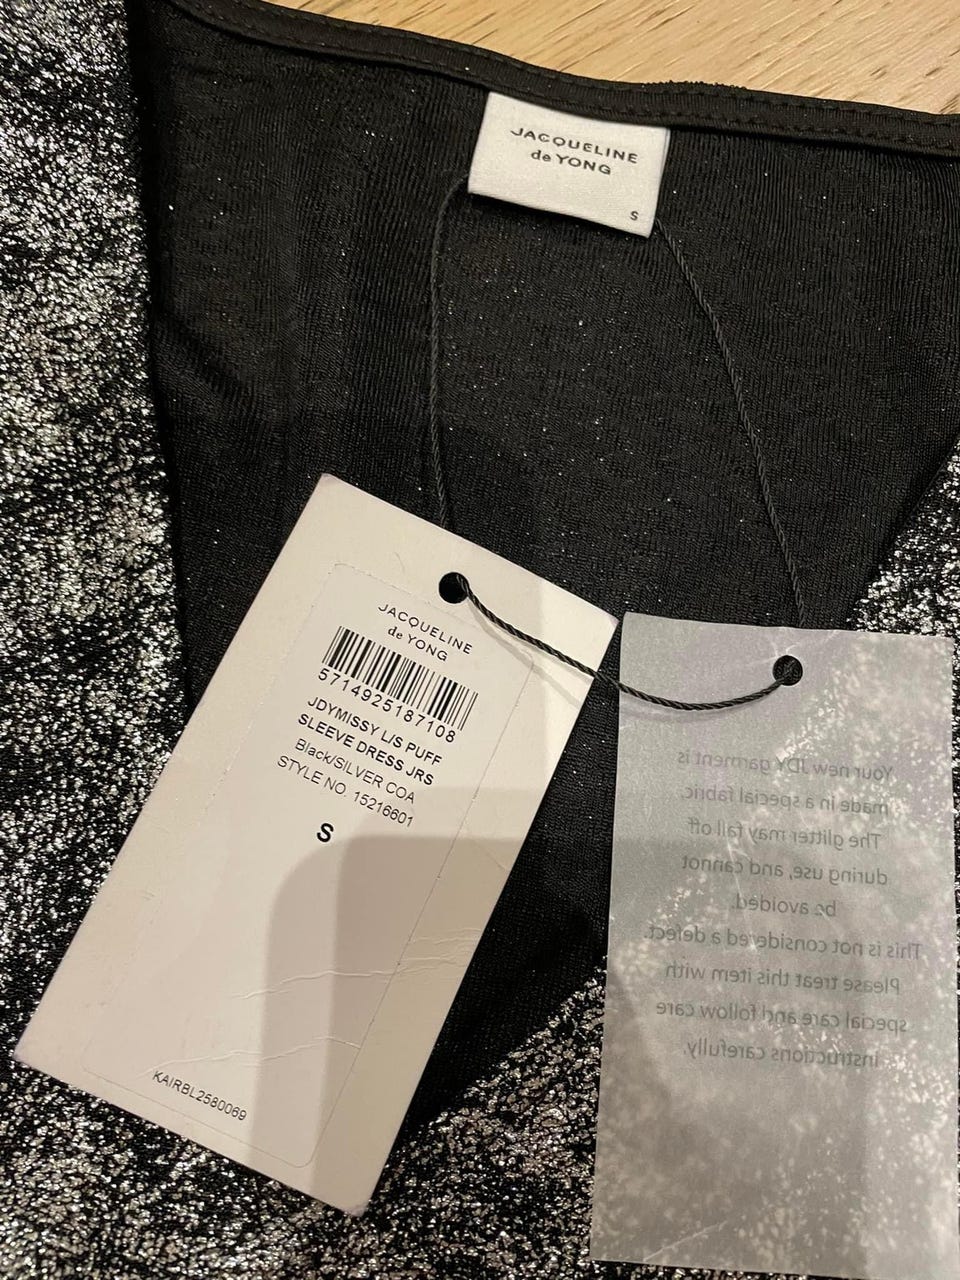 JACQUELINE
de YONG
S
JACQUELINE
de YONG
5714925187108
JDYMISSY L/S PUFF
SLEEVE DRESS JRS
Black/SILVER COA
STYLE NO. 15216601
S
KAIRBL2580069
Your new JDY garment is
made in a special fabric.
The glitter may fall off
during use, and cannot
be avoided.
This is not considered a defect.
Please treat this item with
special care and follow care
instructions carefully.